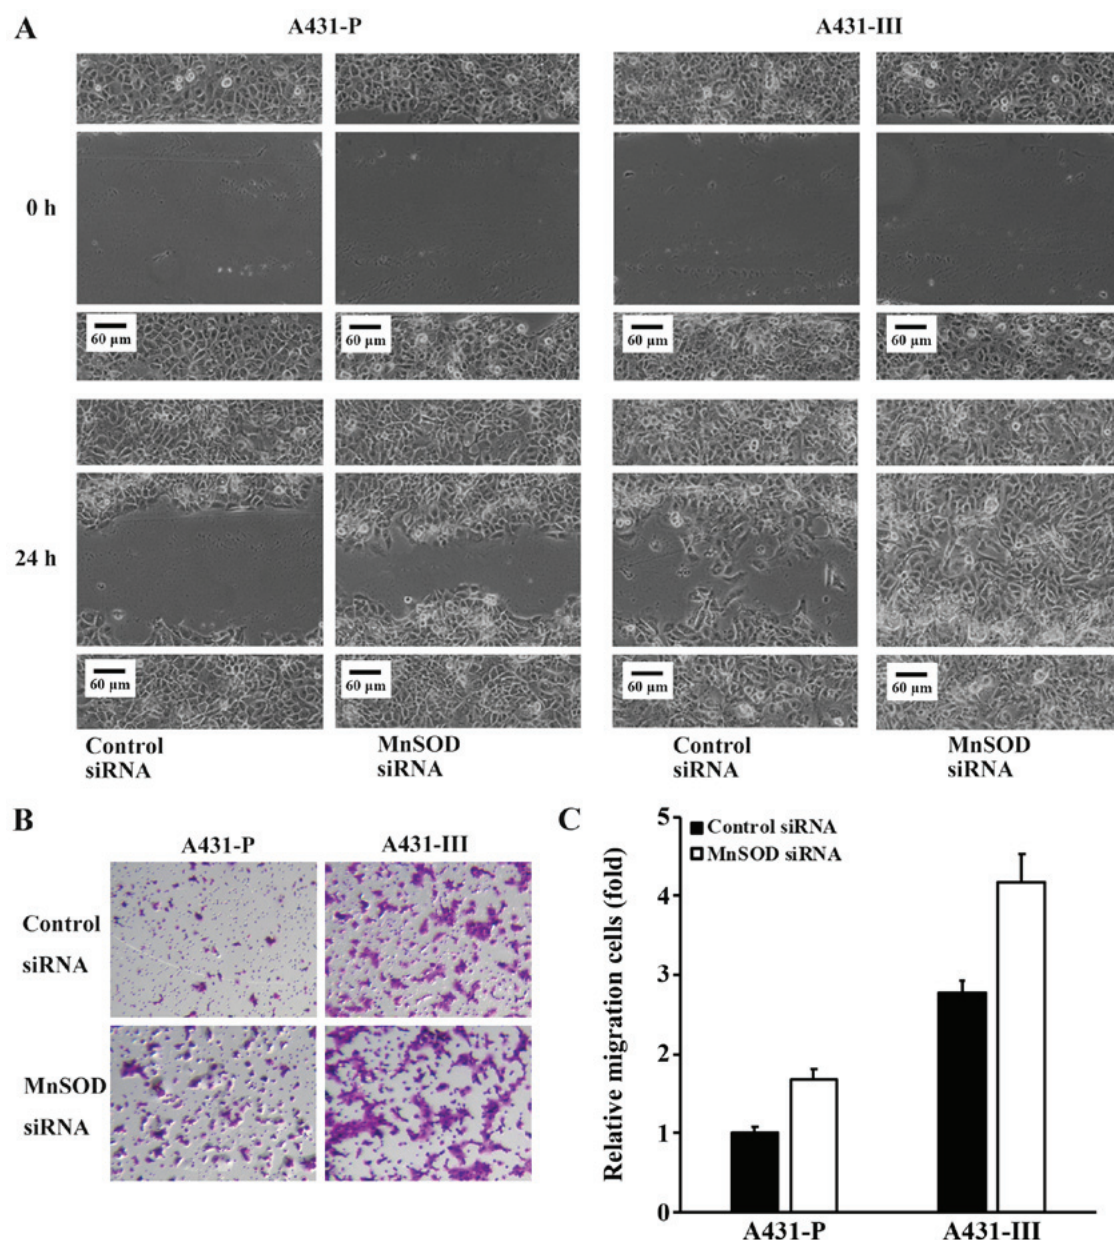 A
A431-P
A431-III
0 h
60 µm
60 µm
60 µm
60 µm
24 h
60 µm
60 µm
60 µm
60 µm
Control
siRNA
MnSOD
siRNA
Control
siRNA
MnSOD
siRNA
B
A431-P
A431-III
Control
siRNA
MnSOD
siRNA
C
Relative migration cells (fold)
5
4
3
2
1
0
Control siRNA
MnSOD siRNA
A431-P
A431-III